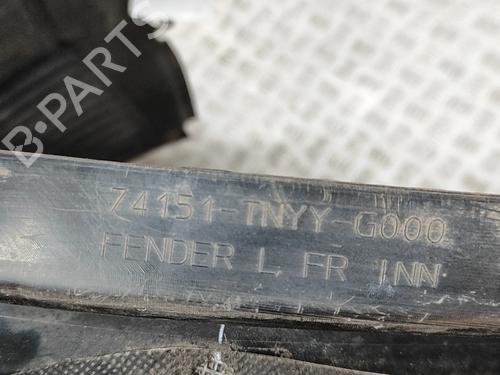 74151-TNYY-G000
FENDER L, FR INN
B-PARTS